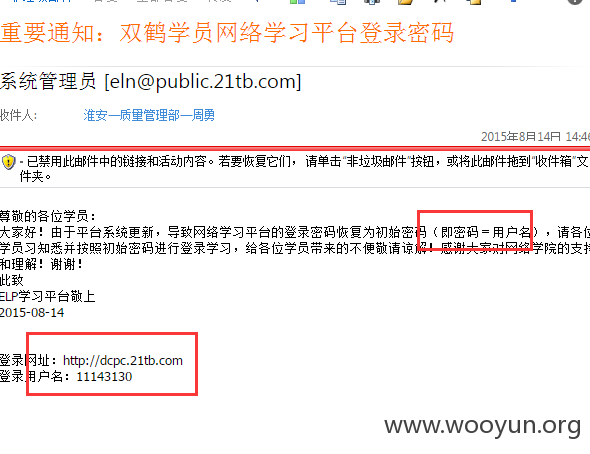 重要通知：双鹤学员网络学习平台登录密码
系统管理员 [eln@public.21tb.com]
收件人： 淮安—质量管理部—周勇
2015年8月14日 14:46
- 已禁用此邮件中的链接和活动内容。若要恢复它们，请单击"非垃圾邮件"按钮，或将此邮件拖到"收件箱"文
件夹。
尊敬的各位学员：
大家好！由于平台系统更新，导致网络学习平台的登录密码恢复为初始密码（即密码＝用户名），请各位
学员习知悉并按照初始密码进行登录学习，给各位学员带来的不便敬请谅解！感谢大家对网络学院的支持
和理解！谢谢！
此致
ELP学习平台敬上
2015-08-14
登录网址：http://dcpc.21tb.com
登录用户名：11143130
www.wooyun.org